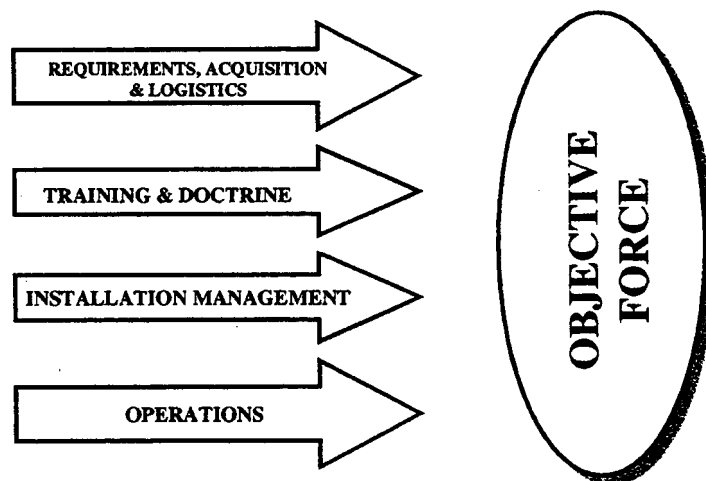 REQUIREMENTS, ACQUISITION
& LOGISTICS
TRAINING & DOCTRINE
INSTALLATION MANAGEMENT
OPERATIONS
OBJECTIVE
FORCE